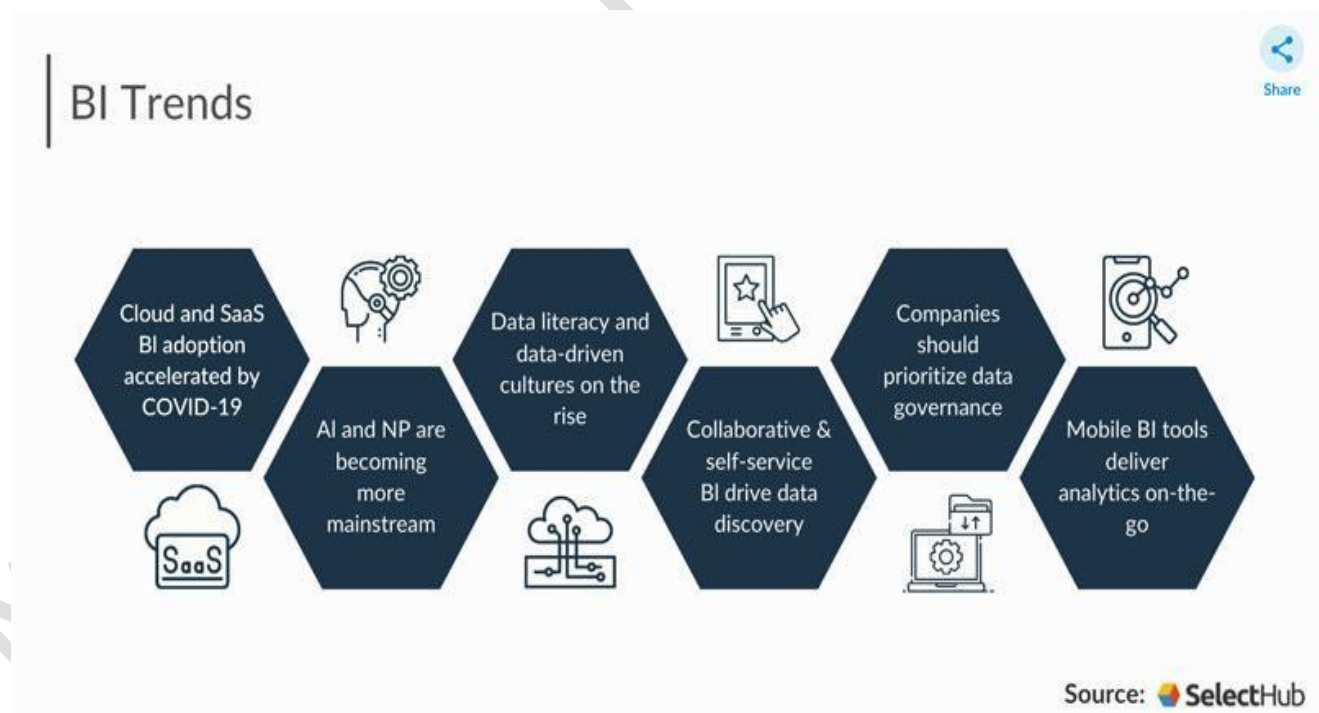 BI Trends
Share
Cloud and SaaS
BI adoption
accelerated by
COVID-19
SaaS
AI and NP are
becoming
more
mainstream
Data literacy and
data-driven
cultures on the
rise
Collaborative &
self-service
BI drive data
discovery
Companies
should
prioritize data
governance
Mobile BI tools
deliver
analytics on-the-
go
Source: SelectHub